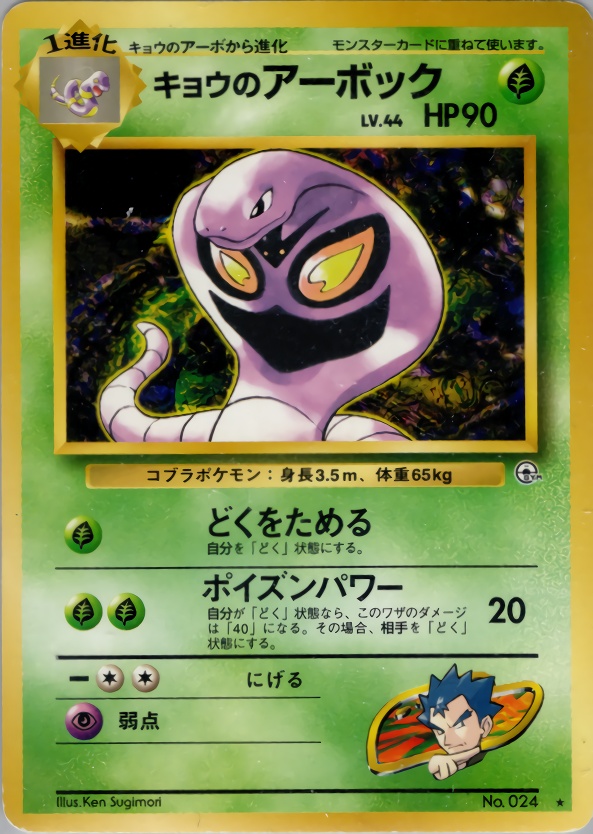 1進化
キョウのアーボから進化
モンスターカードに重ねて使います。
キョウのアーボック
LV.44 HP90
コブラポケモン：身長3.5m、体重65kg
GYM
どくをためる
自分を「どく」状態にする。
ポイズンパワー
自分が「どく」状態なら、このワザのダメージ
は「40」になる。その場合、相手を「どく」
状態にする。
20
ー にげる
弱点
Illus.Ken Sugimori
No. 024 ★